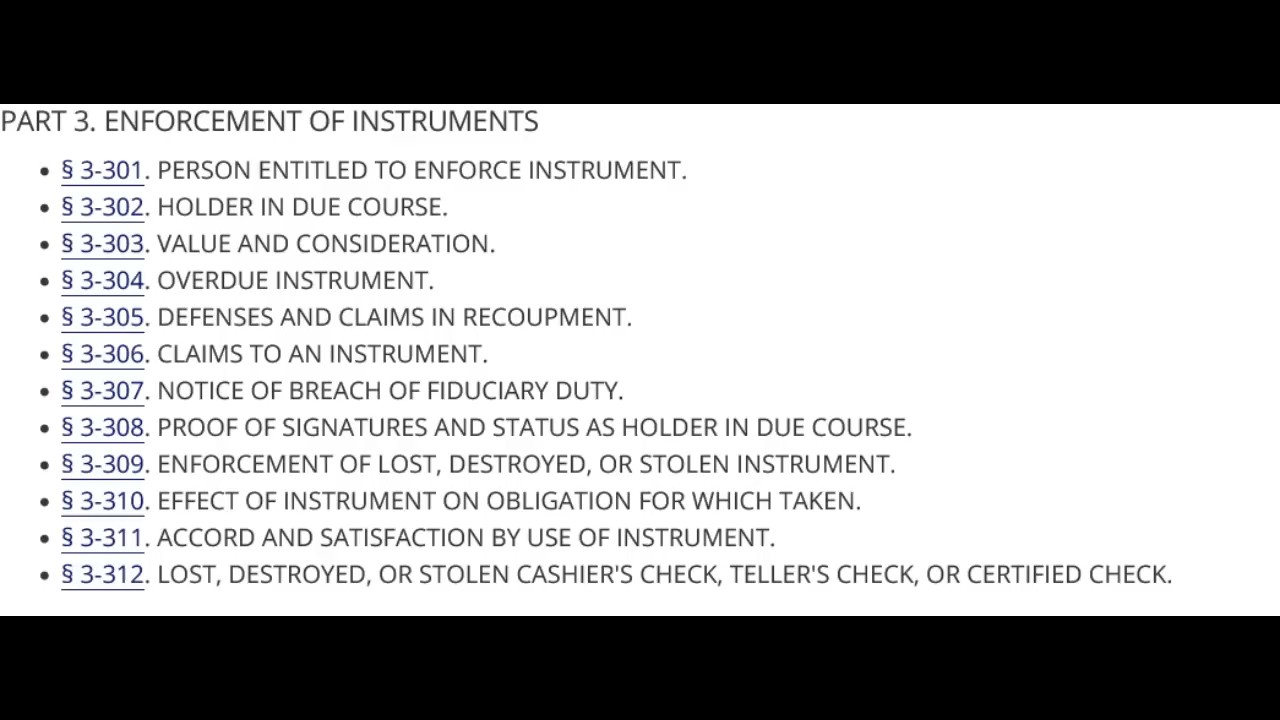 PART 3. ENFORCEMENT OF INSTRUMENTS
• § 3-301. PERSON ENTITLED TO ENFORCE INSTRUMENT.
• § 3-302. HOLDER IN DUE COURSE.
• § 3-303. VALUE AND CONSIDERATION.
• § 3-304. OVERDUE INSTRUMENT.
• § 3-305. DEFENSES AND CLAIMS IN RECOUPMENT.
• § 3-306. CLAIMS TO AN INSTRUMENT.
• § 3-307. NOTICE OF BREACH OF FIDUCIARY DUTY.
• § 3-308. PROOF OF SIGNATURES AND STATUS AS HOLDER IN DUE COURSE.
• § 3-309. ENFORCEMENT OF LOST, DESTROYED, OR STOLEN INSTRUMENT.
• § 3-310. EFFECT OF INSTRUMENT ON OBLIGATION FOR WHICH TAKEN.
• § 3-311. ACCORD AND SATISFACTION BY USE OF INSTRUMENT.
• § 3-312. LOST, DESTROYED, OR STOLEN CASHIER'S CHECK, TELLER'S CHECK, OR CERTIFIED CHECK.